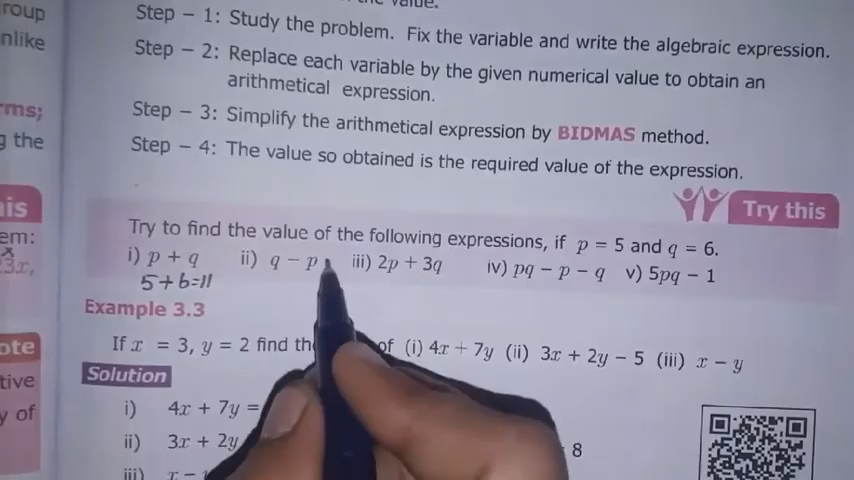 value.
Step – 1: Study the problem. Fix the variable and write the algebraic expression.
Step – 2: Replace each variable by the given numerical value to obtain an
arithmetical expression.
Step – 3: Simplify the arithmetical expression by BIDMAS method.
Step – 4: The value so obtained is the required value of the expression.
roup
nlike
rms;
g the
is
em:
x
3x,
ote
tive
y of
Try this
Try to find the value of the following expressions, if p = 5 and q = 6.
i) p + q ii) q – p iii) 2p + 3q iv) pq – p – q v) 5pq – 1
5+6=11
Example 3.3
If x = 3, y = 2 find th of (i) 4x + 7y (ii) 3x + 2y – 5 (iii) x – y
Solution
i) 4x + 7y =
ii) 3x + 2y 8
iii) x –